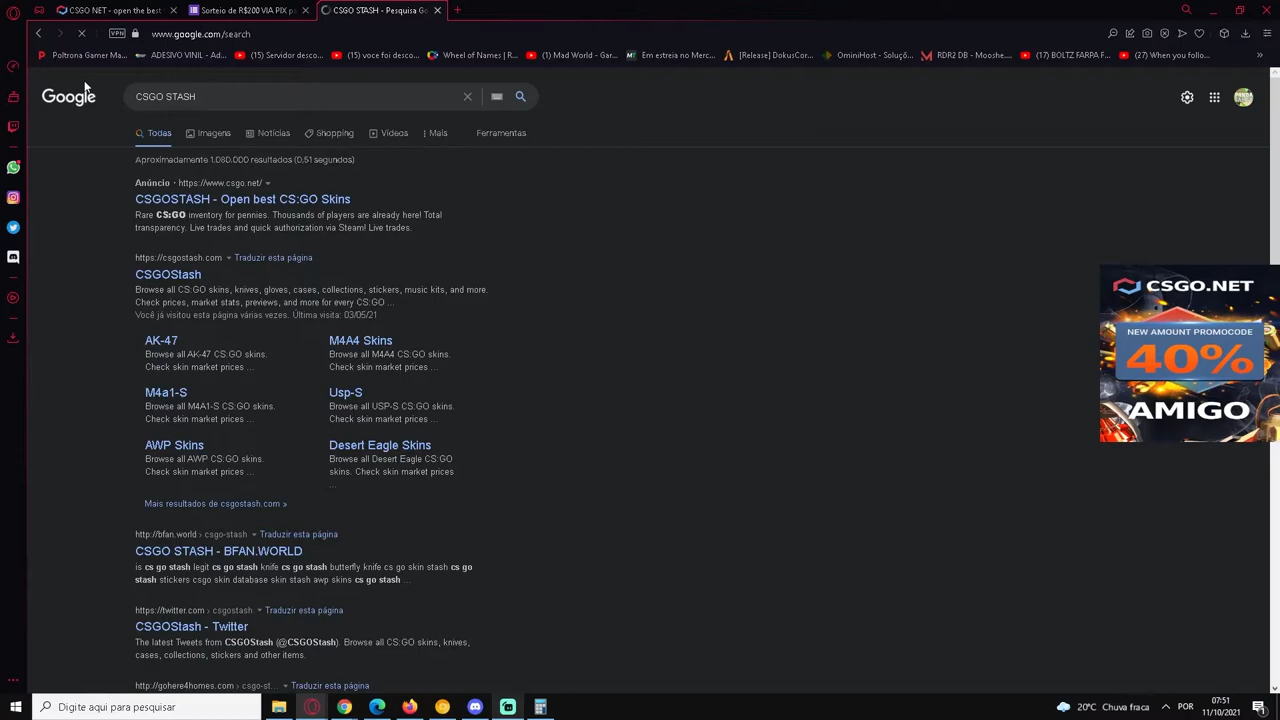 CSGO NET - open the best
Sorteio de R$200 VIA PIX p
CSGO STASH - Pesquisa Go
VPN
www.google.com/search
Poltrona Gamer Ma...
ADESIVO VINIL - Ad...
(15) Servidor desco...
(15) voce foi desco...
Wheel of Names | R...
(1) Mad World - Gar...
Em estreia no Merc...
[Release] DokusCor...
OminiHost - Soluçõ...
RDR2 DB - Mooshe...
(17) BOLTZ FARPA F...
(27) When you follo...
Google
CSGO STASH
Todas
Imagens
Notícias
Shopping
Vídeos
Mais
Ferramentas
Aproximadamente 1.080.000 resultados (0,51 segundos)
Anúncio · https://www.csgo.net/
CSGOSTASH - Open best CS:GO Skins
Rare CS:GO inventory for pennies. Thousands of players are already here! Total
transparency. Live trades and quick authorization via Steam! Live trades.
https://csgostash.com Traduzir esta página
CSGOStash
Browse all CS:GO skins, knives, gloves, cases, collections, stickers, music kits, and more.
Check prices, market stats, previews, and more for every CS:GO ...
Você já visitou esta página várias vezes. Última visita: 03/05/21
AK-47
Browse all AK-47 CS:GO skins.
Check skin market prices ...
M4A4 Skins
Browse all M4A4 CS:GO skins.
Check skin market prices ...
M4a1-S
Browse all M4A1-S CS:GO skins.
Check skin market prices ...
Usp-S
Browse all USP-S CS:GO skins.
Check skin market prices ...
AWP Skins
Browse all AWP CS:GO skins.
Check skin market prices ...
Desert Eagle Skins
Browse all Desert Eagle CS:GO
skins. Check skin market prices
...
Mais resultados de csgostash.com »
http://bfan.world › csgo-stash Traduzir esta página
CSGO STASH - BFAN.WORLD
is cs go stash legit cs go stash knife cs go stash butterfly knife cs go skin stash cs go
stash stickers csgo skin database skin stash awp skins cs go stash ...
https://twitter.com › csgostash Traduzir esta página
CSGOStash - Twitter
The latest Tweets from CSGOStash (@CSGOStash). Browse all CS:GO skins, knives,
cases, collections, stickers and other items.
http://gohere4homes.com › csgo-st... Traduzir esta página
CSGO.NET
NEW AMOUNT PROMOCODE
40%
AMIGO
Digite aqui para pesquisar
20°C Chuva fraca
POR
07:51
11/10/2021